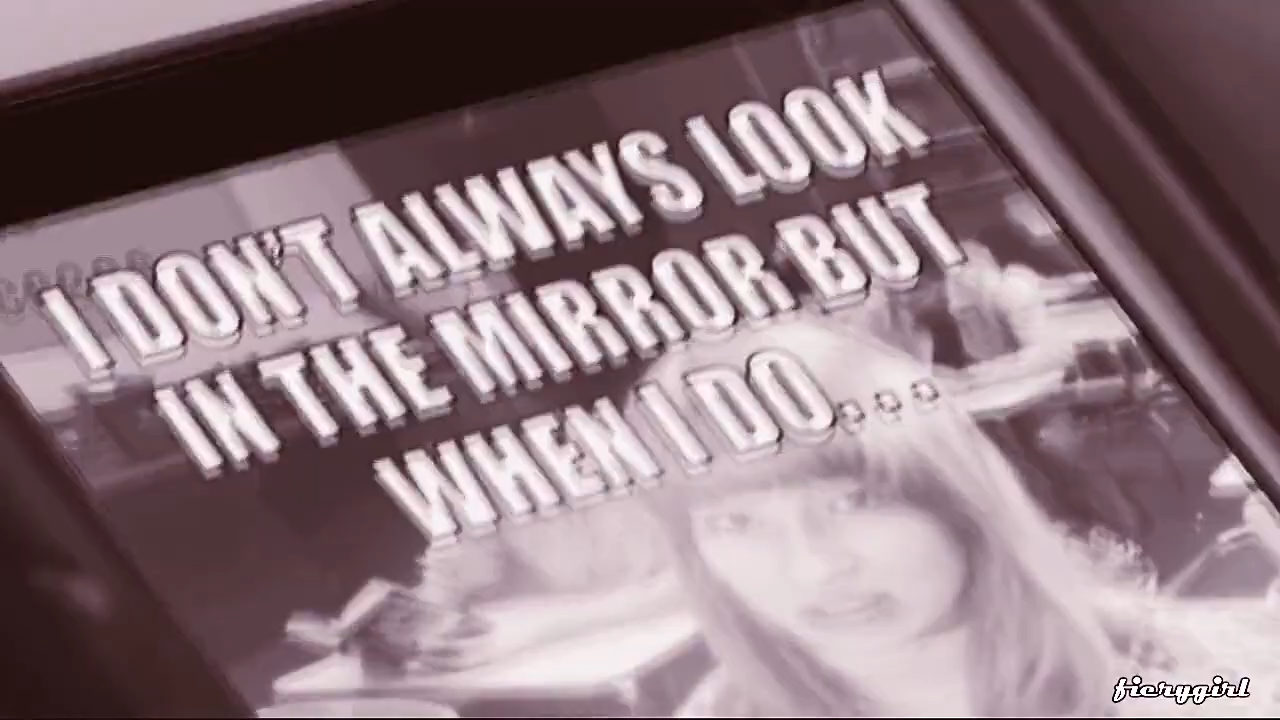 I DON'T ALWAYS LOOK
IN THE MIRROR BUT
WHEN I DO...
fierygirl